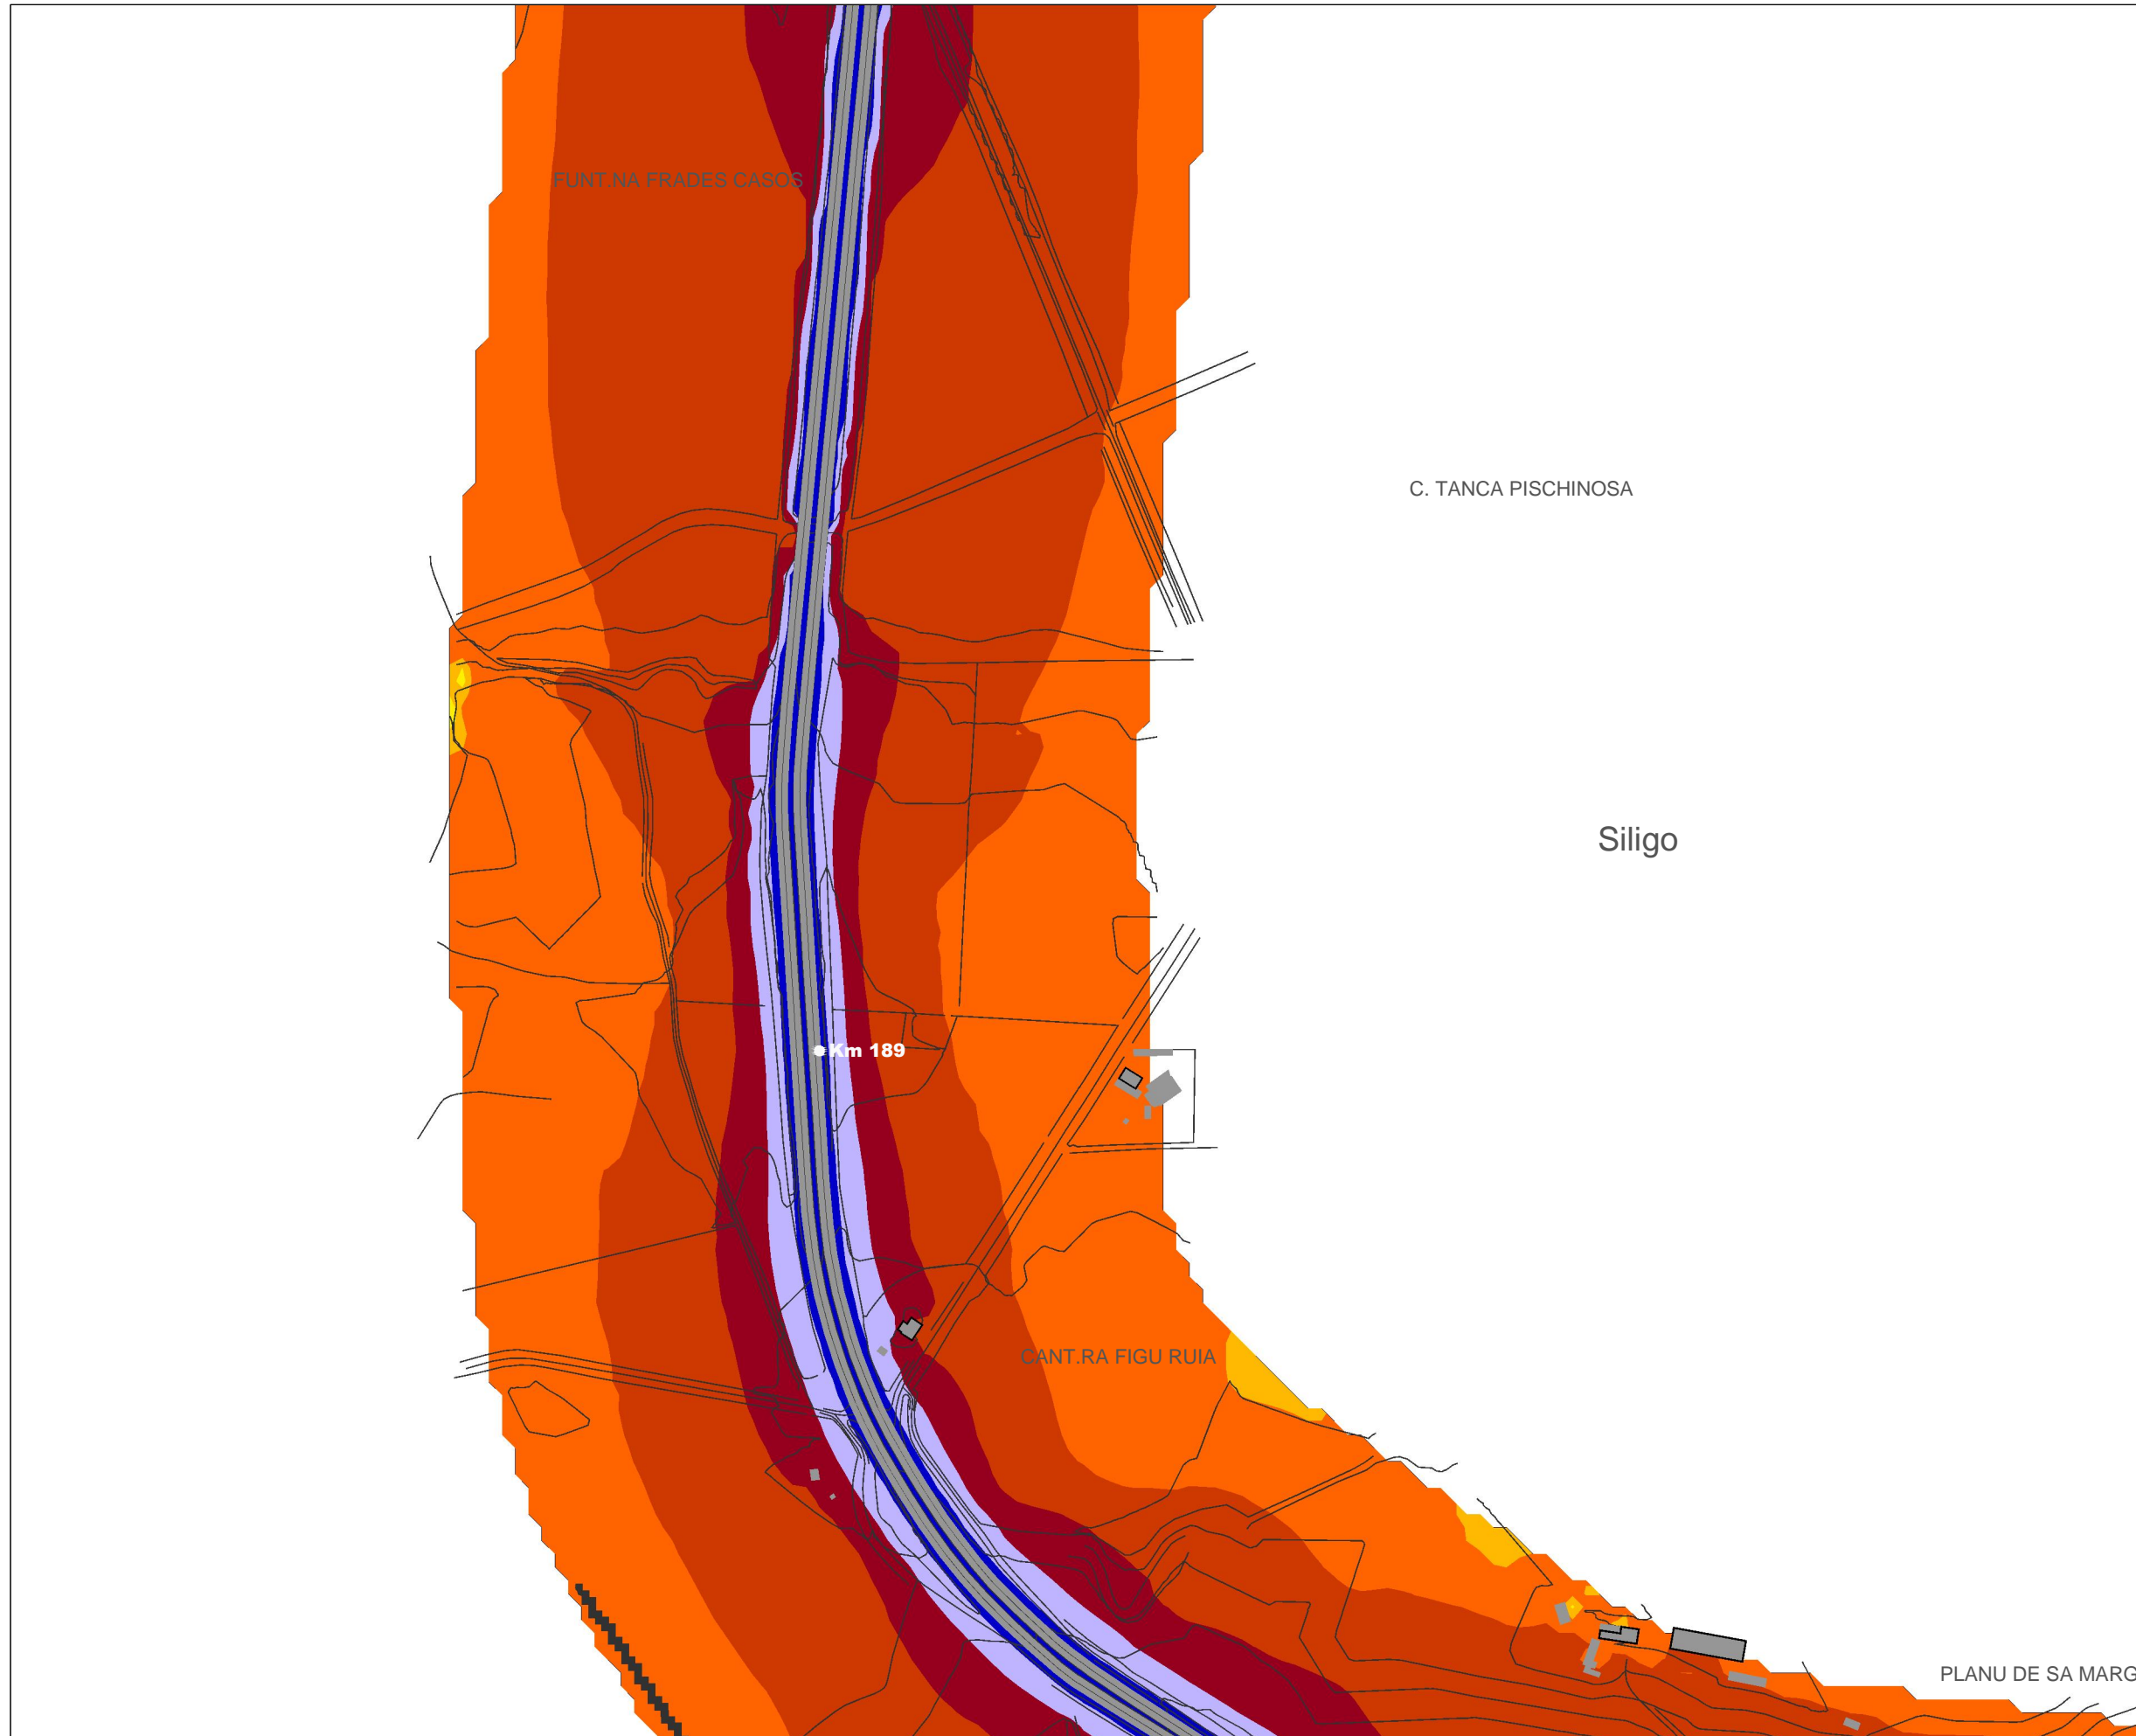 FUNT.NA FRADES CASOS
C. TANCA PISCHINOSA
Siligo
Km 189
CANT.RA FIGU RUIA
PLANU DE SA MARG